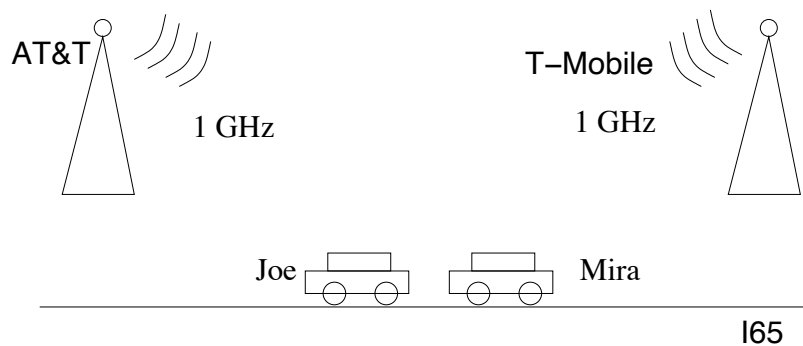 AT&T
T−Mobile
1 GHz
1 GHz
Joe
Mira
I65